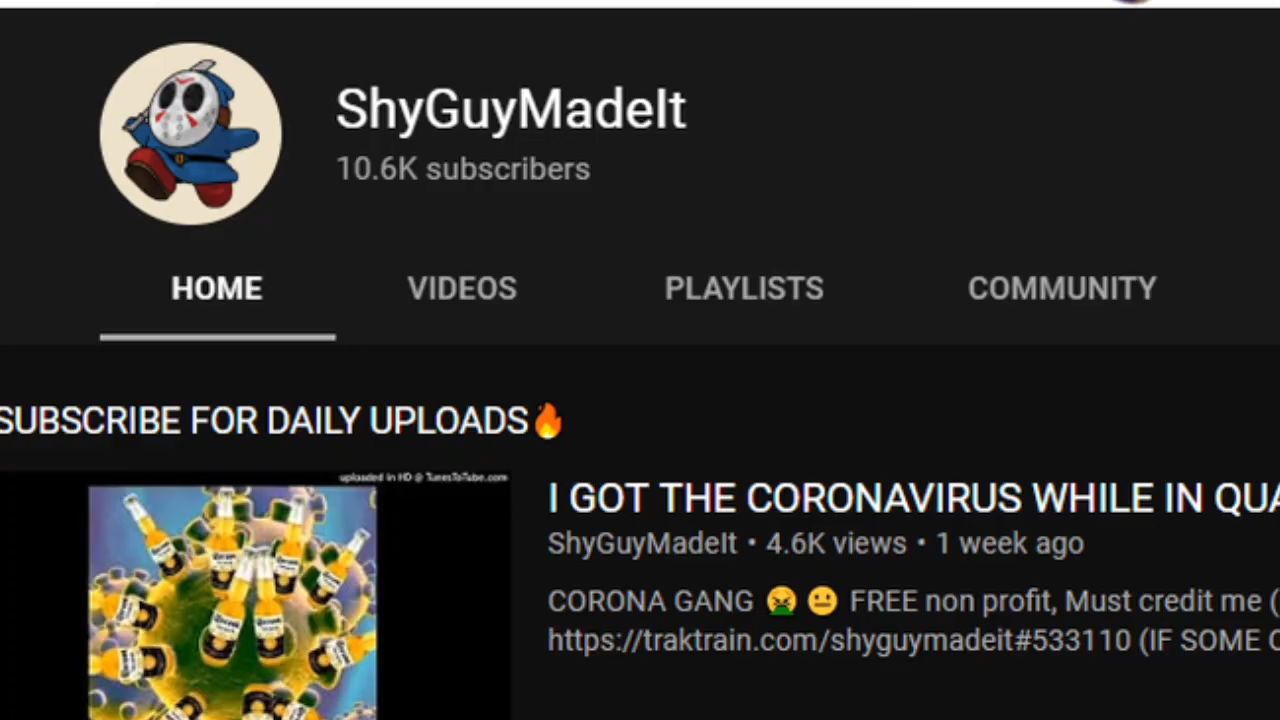 ShyGuyMadeIt
10.6K subscribers
HOME VIDEOS PLAYLISTS COMMUNITY
SUBSCRIBE FOR DAILY UPLOADS🔥
uploaded in HD @ TunesToTube.com
I GOT THE CORONAVIRUS WHILE IN QUA
ShyGuyMadeIt • 4.6K views • 1 week ago
CORONA GANG 🤮 😐 FREE non profit, Must credit me (
https://traktrain.com/shyguymadeit#533110 (IF SOME
Corona